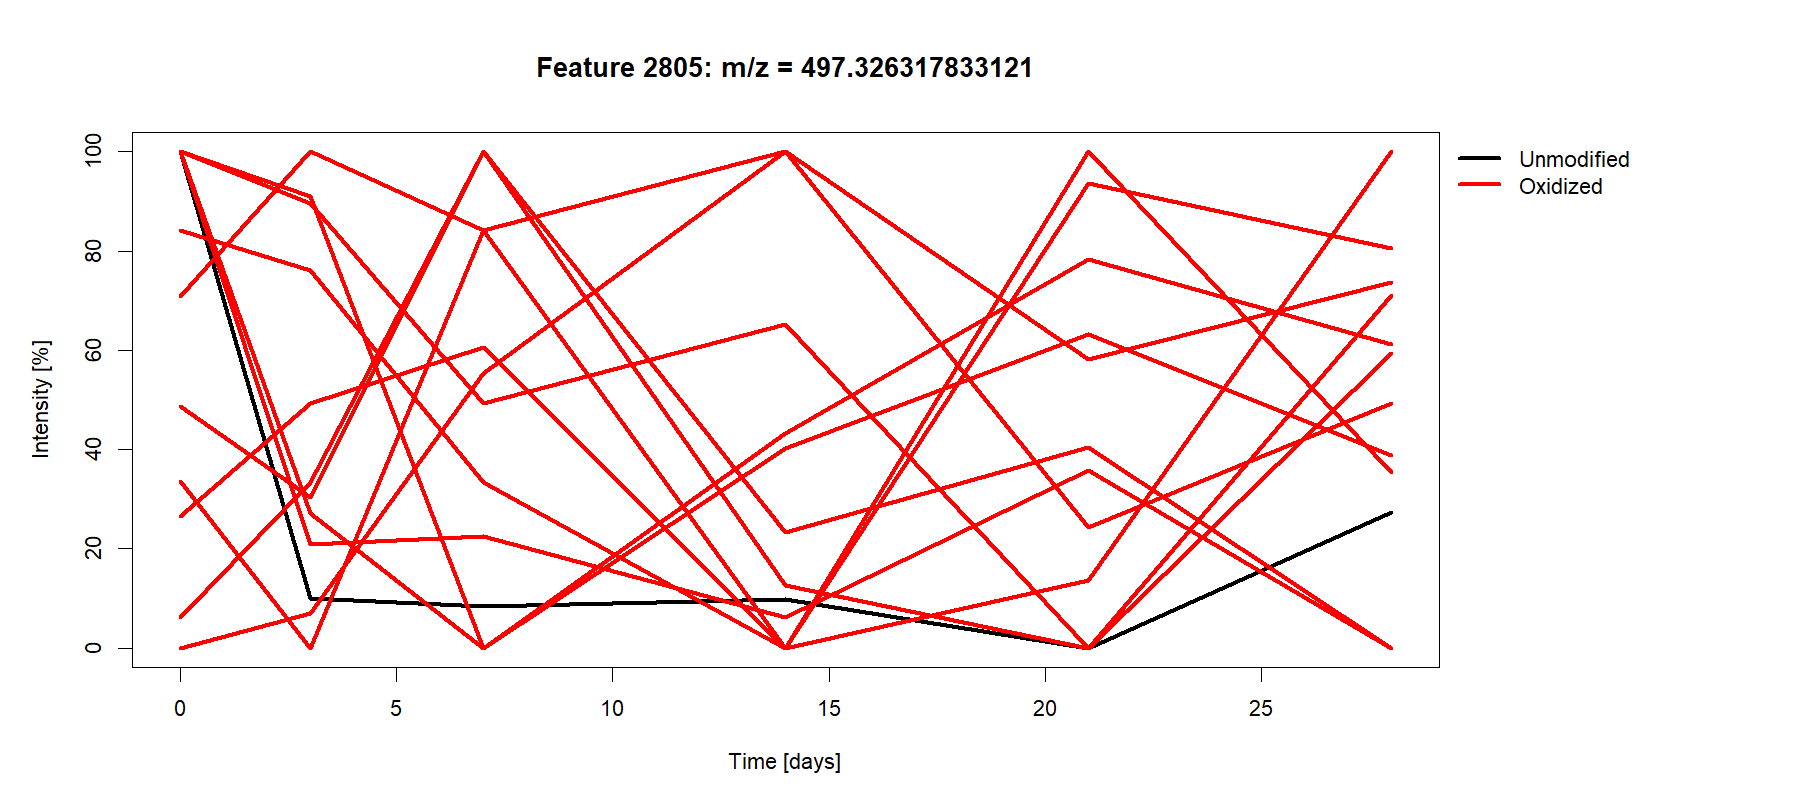 Feature 2805: m/z = 497.326317833121
Unmodified
Oxidized
Intensity [%]
100
80
60
40
20
0
0 5 10 15 20 25
Time [days]